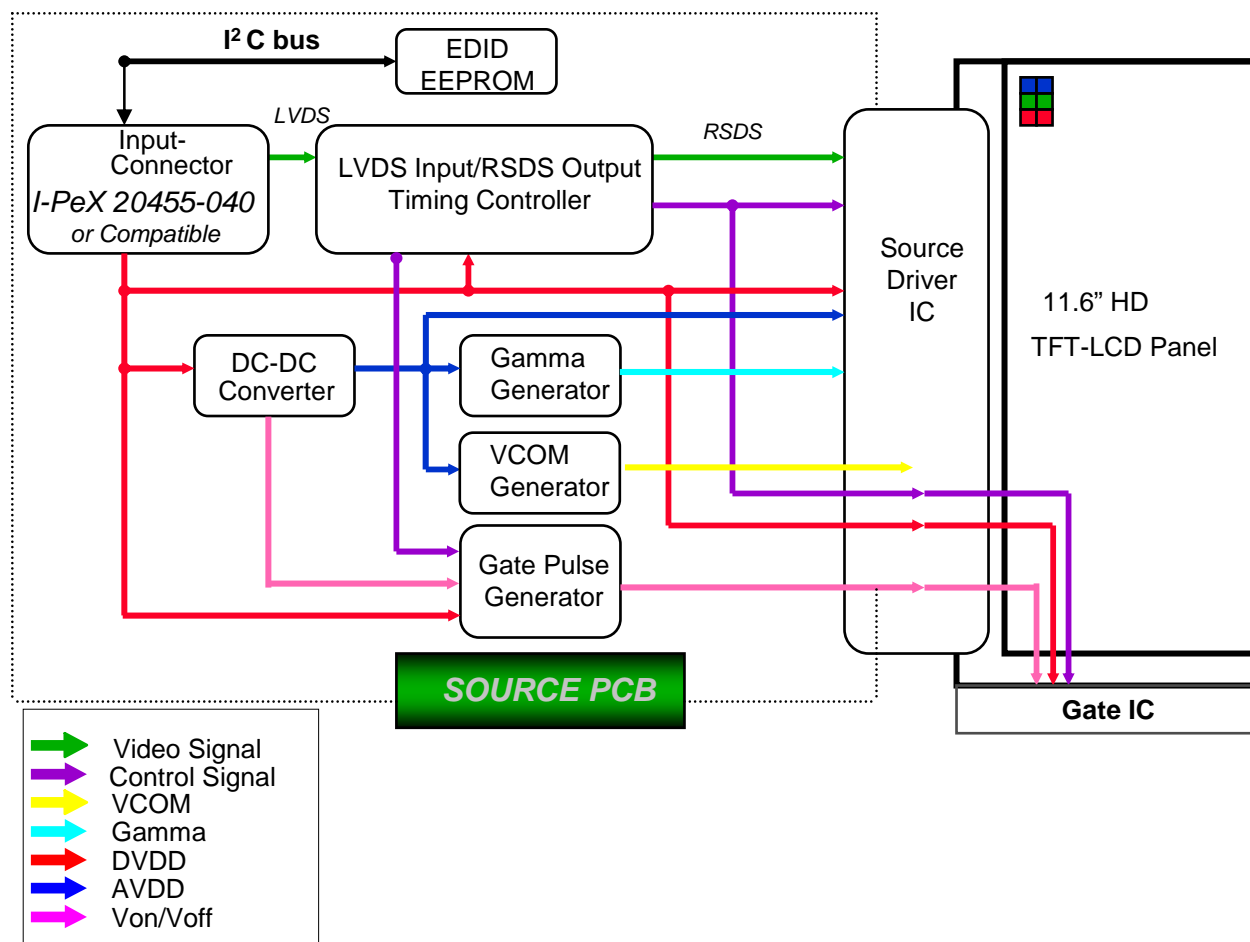 I² C bus
EDID
EEPROM
LVDS
RSDS
Input-
Connector
I-PeX 20455-040
or Compatible
LVDS Input/RSDS Output
Timing Controller
Source
Driver
IC
11.6” HD
TFT-LCD Panel
DC-DC
Converter
Gamma
Generator
VCOM
Generator
Gate Pulse
Generator
SOURCE PCB
Gate IC
Video Signal
Control Signal
VCOM
Gamma
DVDD
AVDD
Von/Voff